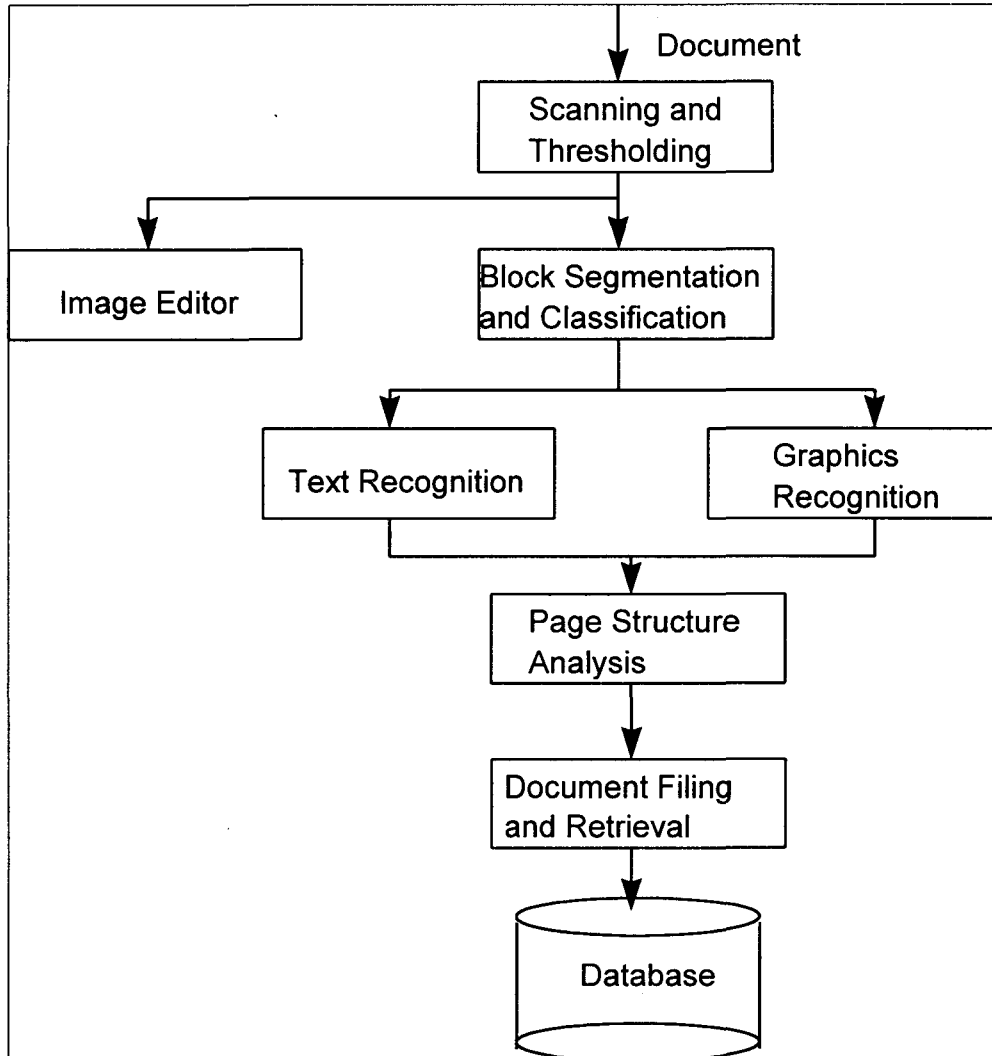 Document
Scanning and
Thresholding
Image Editor
Block Segmentation
and Classification
Text Recognition
Graphics
Recognition
Page Structure
Analysis
Document Filing
and Retrieval
Database